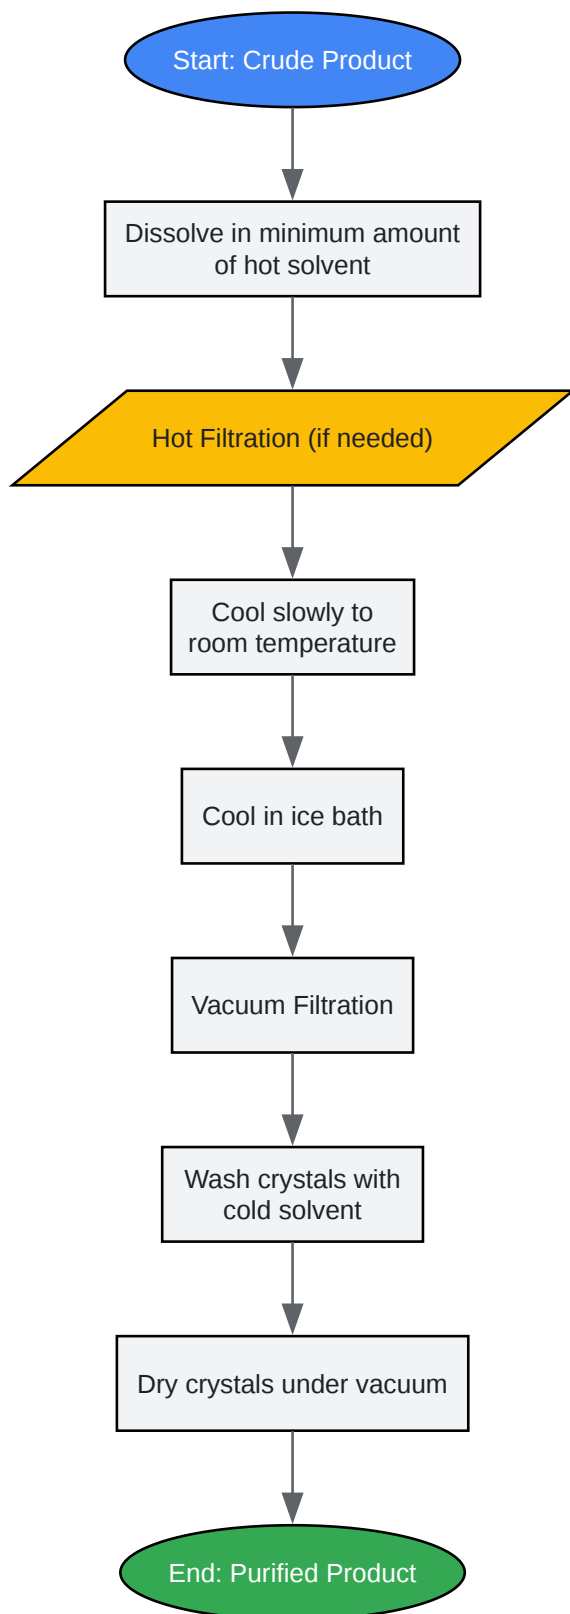 Start: Crude Product
Dissolve in minimum amount
of hot solvent
Hot Filtration (if needed)
Cool slowly to
room temperature
Cool in ice bath
Vacuum Filtration
Wash crystals with
cold solvent
Dry crystals under vacuum
End: Purified Product